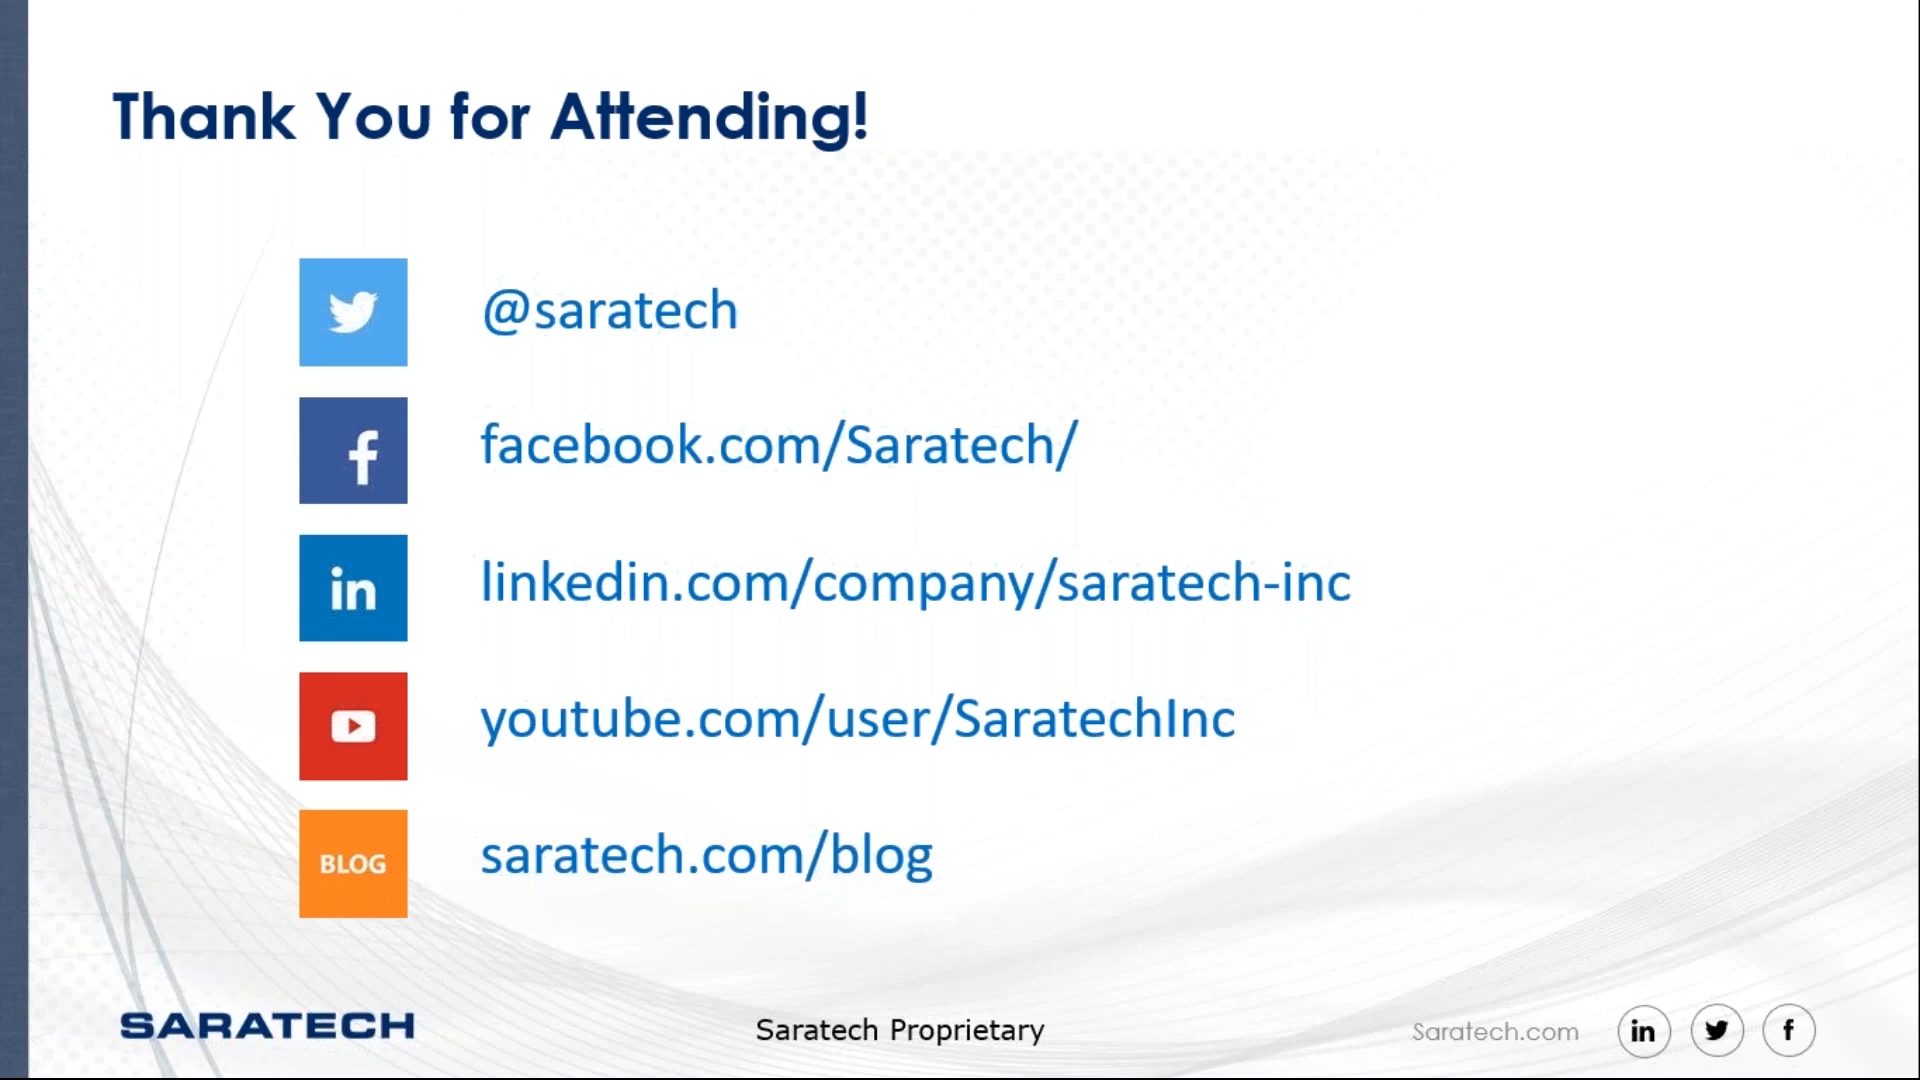 Thank You for Attending!
@saratech
facebook.com/Saratech/
in linkedin.com/company/saratech-inc
youtube.com/user/SaratechInc
BLOG saratech.com/blog
SARATECH Saratech Proprietary Saratech.com in f